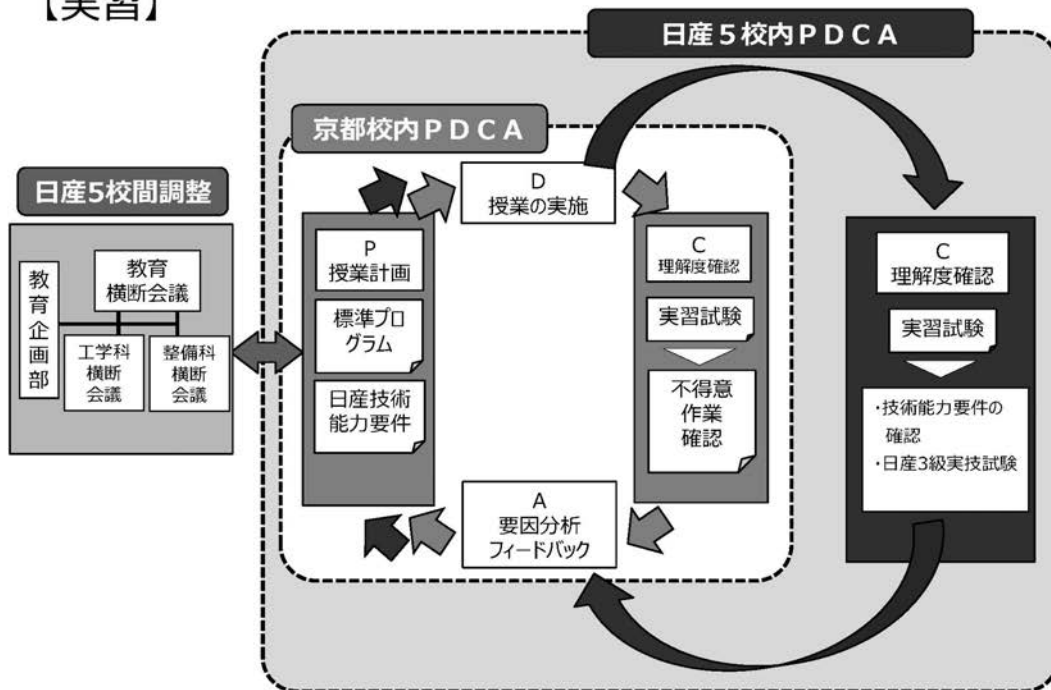 【実習】
日産5校内PDCA
京都校内PDCA
日産5校間調整
教育企画部
教育
横断会議
工学科
横断
会議
整備科
横断
会議
P
授業計画
標準プロ
グラム
日産技術
能力要件
D
授業の実施
C
理解度確認
実習試験
不得意
作業
確認
A
要因分析
フィードバック
C
理解度確認
実習試験
・技術能力要件の
確認
・日産3級実技試験